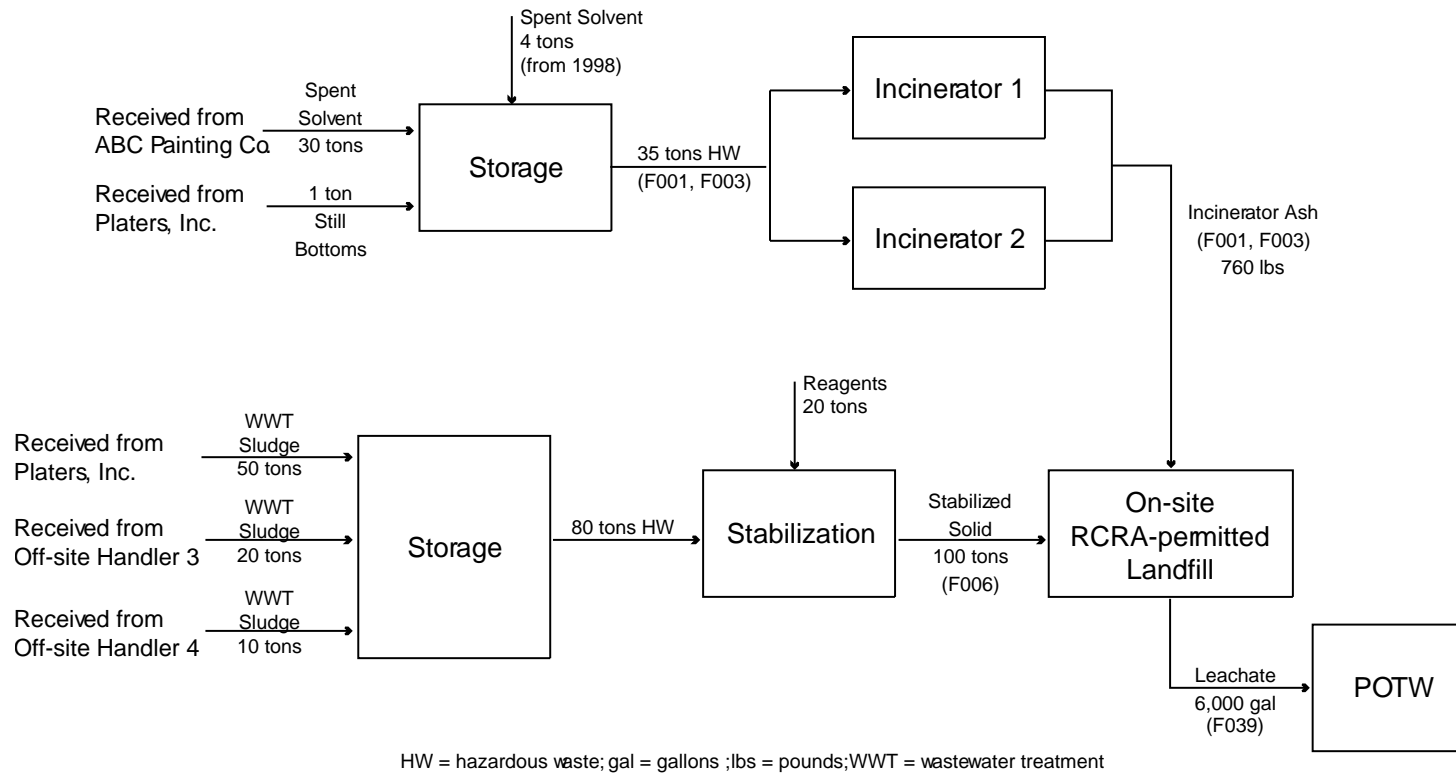 Spent Solvent
4 tons
(from 1998)
Received from
ABC Painting Co.
Spent
Solvent
30 tons
Received from
Platers, Inc.
1 ton
Still
Bottoms
Storage
35 tons HW
(F001, F003)
Incinerator 1
Incinerator 2
Incinerator Ash
(F001, F003)
760 lbs
Reagents
20 tons
Received from
Platers, Inc.
WWT
Sludge
50 tons
Received from
Off-site Handler 3
WWT
Sludge
20 tons
Received from
Off-site Handler 4
WWT
Sludge
10 tons
Storage
80 tons HW
Stabilization
Stabilized
Solid
100 tons
(F006)
On-site
RCRA-permitted
Landfill
Leachate
6,000 gal
(F039)
POTW
HW = hazardous waste; gal = gallons ; lbs = pounds; WWT = wastewater treatment